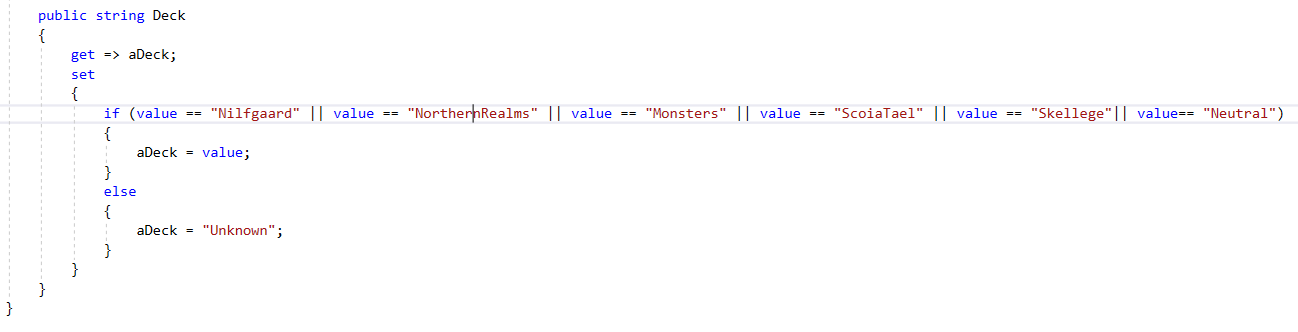 public string Deck
{
get => aDeck;
set
{
if (value == "Nilfgaard" || value == "NorthernRealms" || value == "Monsters" || value == "ScoiaTael" || value == "Skellege"|| value== "Neutral")
{
aDeck = value;
}
else
{
aDeck = "Unknown";
}
}
}
}